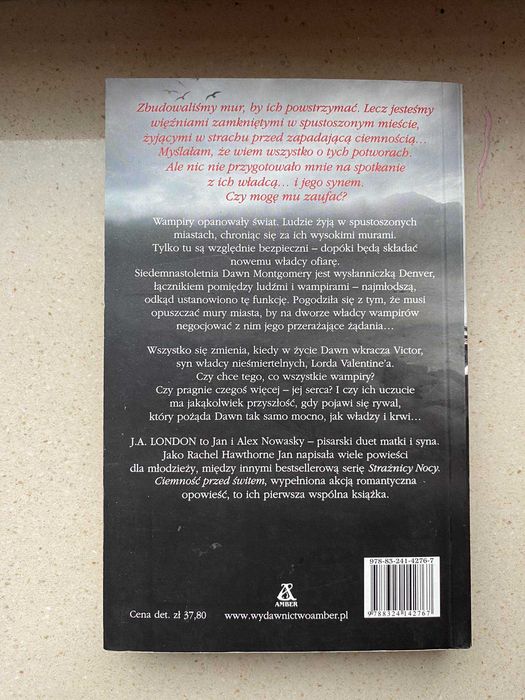 Zbudowaliśmy mur, by ich powstrzymać. Lecz jesteśmy
więźniami zamkniętymi w spustoszonym mieście,
żyjącymi w strachu przed zapadającą ciemnością...
Myślałam, że wiem wszystko o tych potworach.
Ale nic nie przygotowało mnie na spotkanie
z ich władcą... i jego synem.
Czy mogę mu zaufać?
Wampiry opanowały świat. Ludzie żyją w spustoszonych
miastach, chroniąc się za ich wysokimi murami.
Tylko tu są względnie bezpieczni – dopóki będą składać
nowemu władcy ofiarę.
Siedemnastoletnia Dawn Montgomery jest wysłanniczką Denver,
łącznikiem pomiędzy ludźmi i wampirami – najmłodszą,
odkąd ustanowiono tę funkcję. Pogodziła się z tym, że musi
opuszczać mury miasta, by na dworze władcy wampirów
negocjować z nim jego przerażające żądania...
Wszystko się zmienia, kiedy w życie Dawn wkracza Victor,
syn władcy nieśmiertelnych, Lorda Valentine'a.
Czy chce tego, co wszystkie wampiry?
Czy pragnie czegoś więcej – jej serca? I czy ich uczucie
ma jakąkolwiek przyszłość, gdy pojawi się rywal,
który pożąda Dawn tak samo mocno, jak władzy i krwi...
J.A. LONDON to Jan i Alex Nowasky – pisarski duet matki i syna.
Jako Rachel Hawthorne Jan napisała wiele powieści
dla młodzieży, między innymi bestsellerową serię Strażnicy Nocy.
Ciemność przed świtem, wypełniona akcją romantyczna
opowieść, to ich pierwsza wspólna książka.
978-83-241-4276-7
9 788324 142767
AMBER
Cena det. zł 37,80
www.wydawnictwoamber.pl